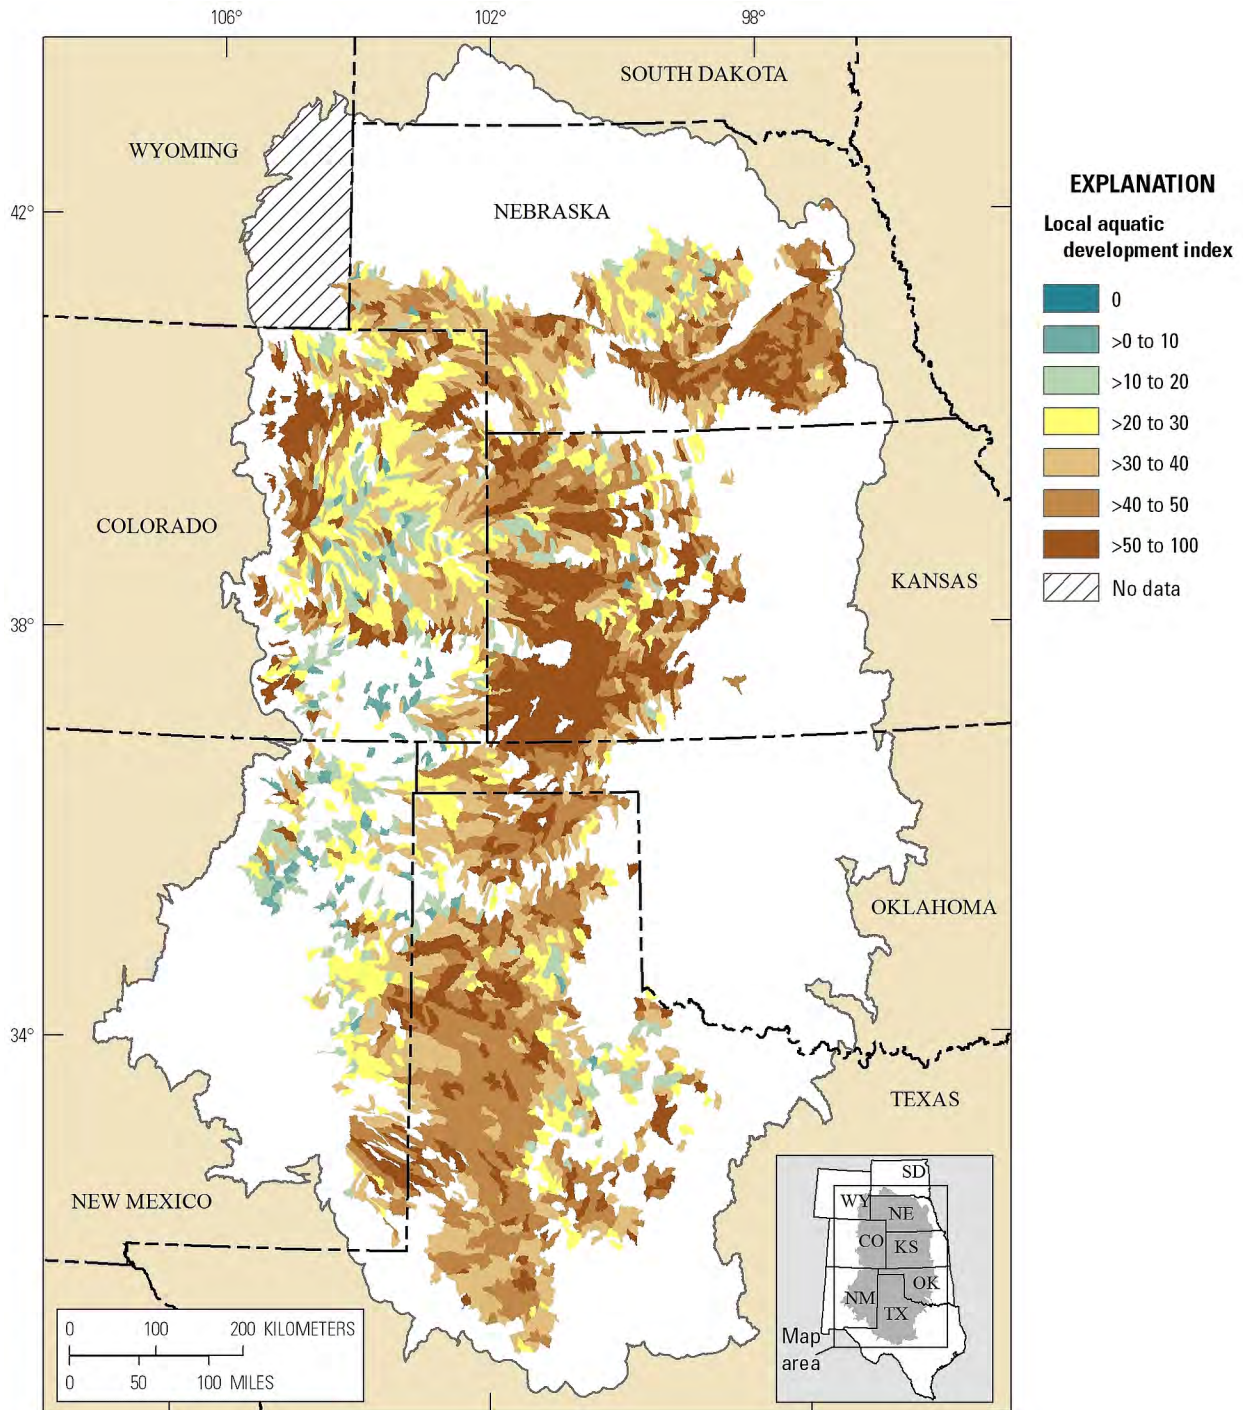 106° 102° 98°
SOUTH DAKOTA
WYOMING
42°
NEBRASKA
COLORADO
38°
KANSAS
OKLAHOMA
34°
TEXAS
NEW MEXICO
EXPLANATION
Local aquatic
development index
0
>0 to 10
>10 to 20
>20 to 30
>30 to 40
>40 to 50
>50 to 100
No data
0 100 200 KILOMETERS
0 50 100 MILES
SD
WY
NE
CO
KS
NM
OK
TX
Map
area